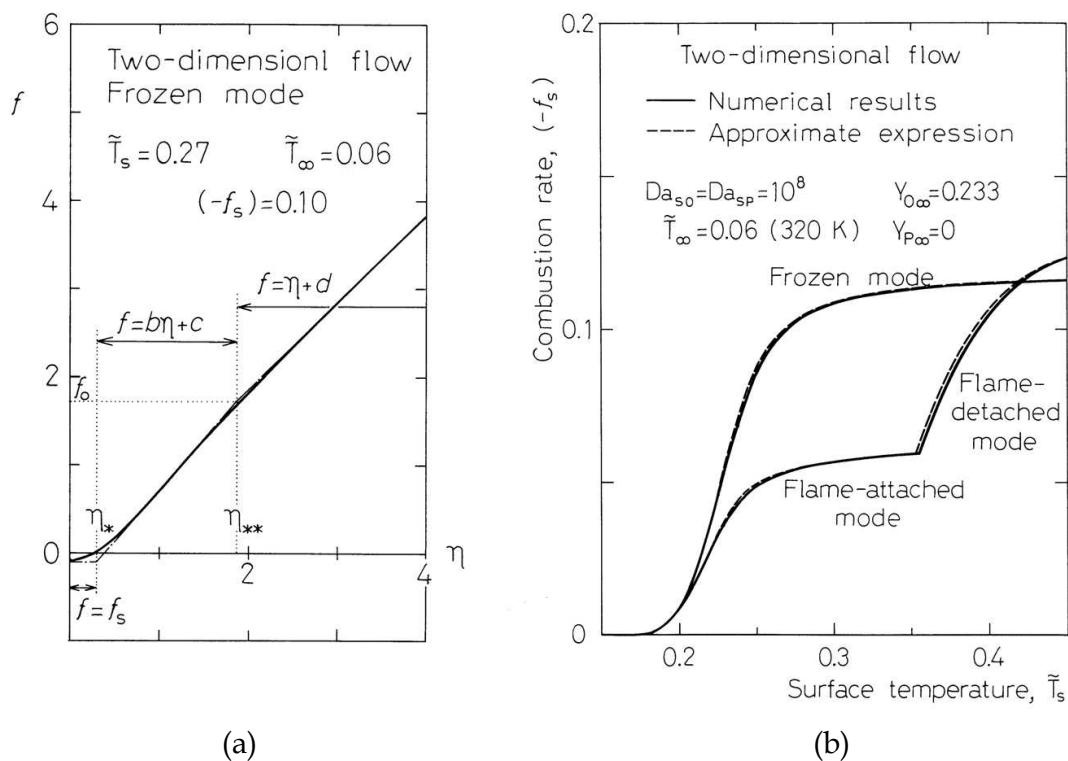 6
Two-dimensionl flow
Frozen mode
f
T̃s=0.27 T̃∞=0.06
(-fs)=0.10
4
f=η+d
f=bη+c
2
fo
η* η**
0
2 4 η
f=fs
(a)
0.2
Two-dimensional flow
Numerical results
Approximate expression
DasO=DasP=10⁸ YO∞=0.233
T̃∞=0.06 (320 K) YP∞=0
Frozen mode
0.1
Combustion rate, (-fs)
Flame-
detached
mode
Flame-attached
mode
0
0.2 0.3 0.4
Surface temperature, T̃s
(b)